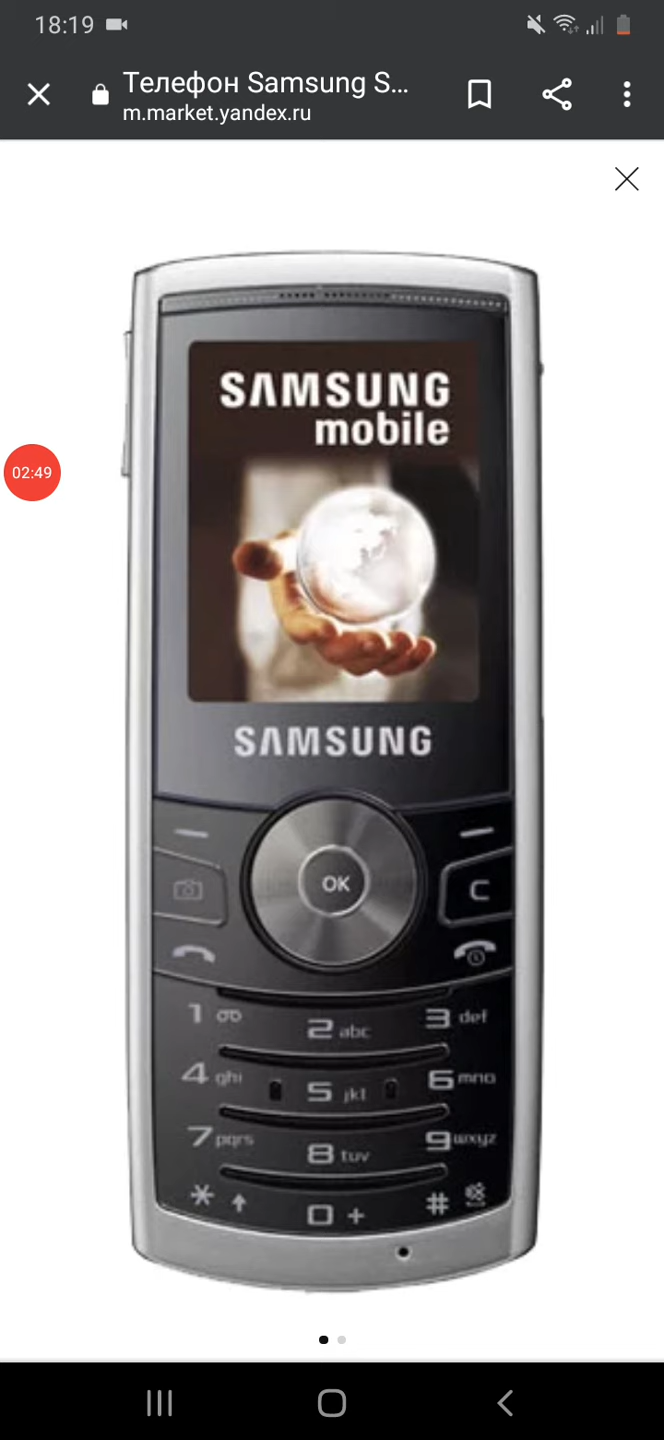 18:19
Телефон Samsung S...
m.market.yandex.ru
SAMSUNG
mobile
02:49
SAMSUNG
OK
C
1
2 abc
3 def
4 ghi
5 jkl
6 mno
7 pqrs
8 tuv
9 wxyz
*
0 +
#